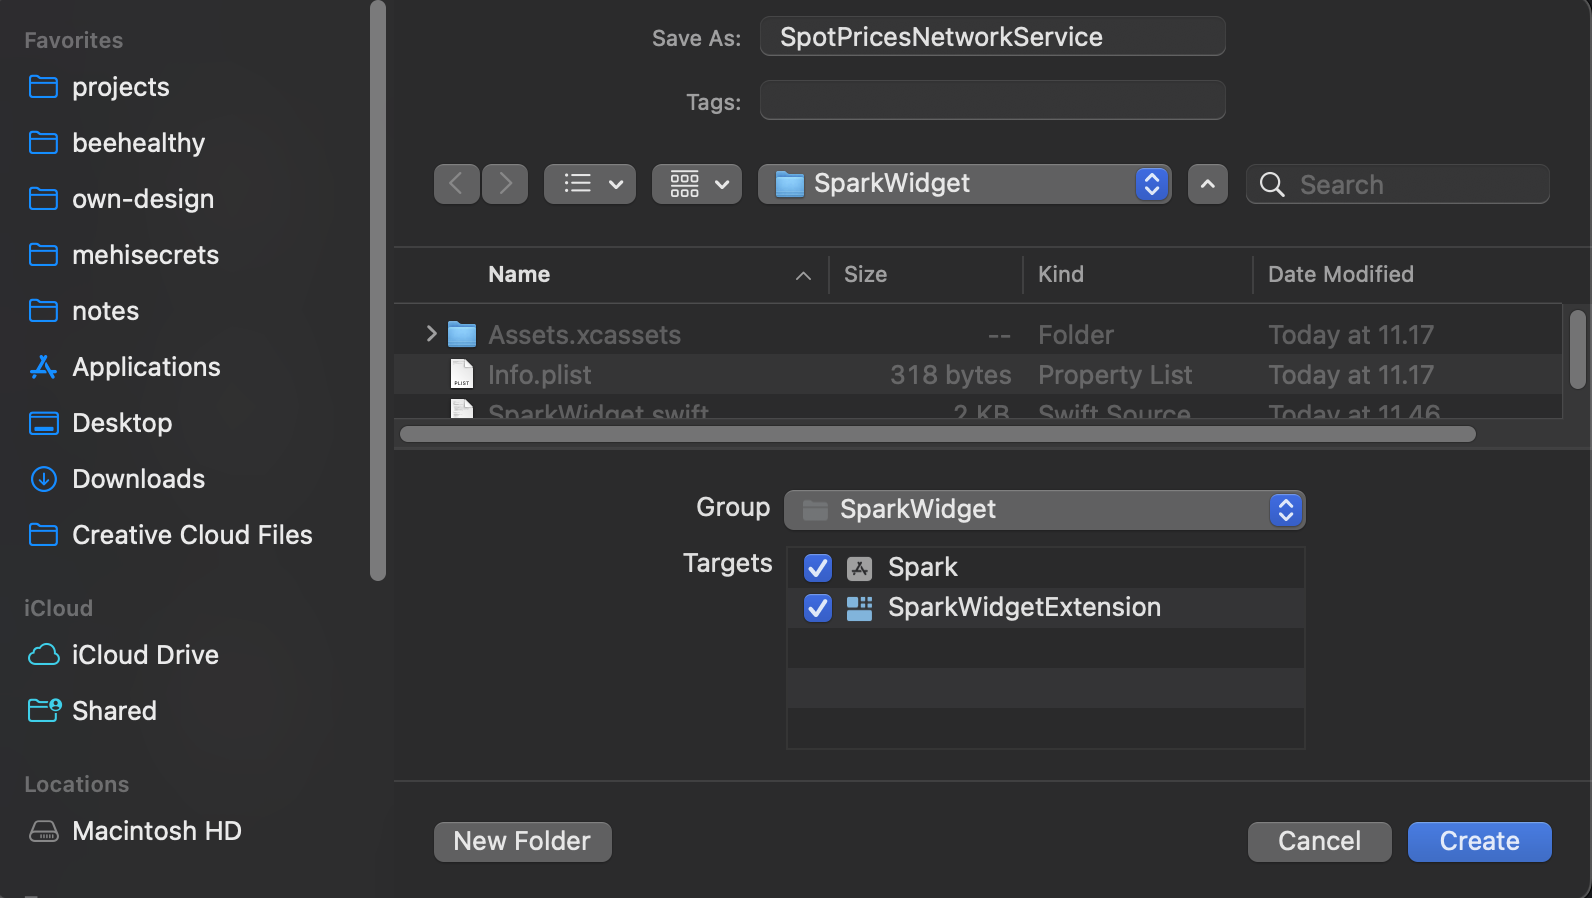 Favorites
projects
beehealthy
own-design
mehisecrets
notes
Applications
Desktop
Downloads
Creative Cloud Files
iCloud
iCloud Drive
Shared
Locations
Macintosh HD
Save As: SpotPricesNetworkService
Tags:
SparkWidget
Search
Name Size Kind Date Modified
Assets.xcassets -- Folder Today at 11.17
Info.plist 318 bytes Property List Today at 11.17
SparkWidget.swift 2 KB Swift Source Today at 11.46
Group SparkWidget
Targets Spark
SparkWidgetExtension
New Folder Cancel Create